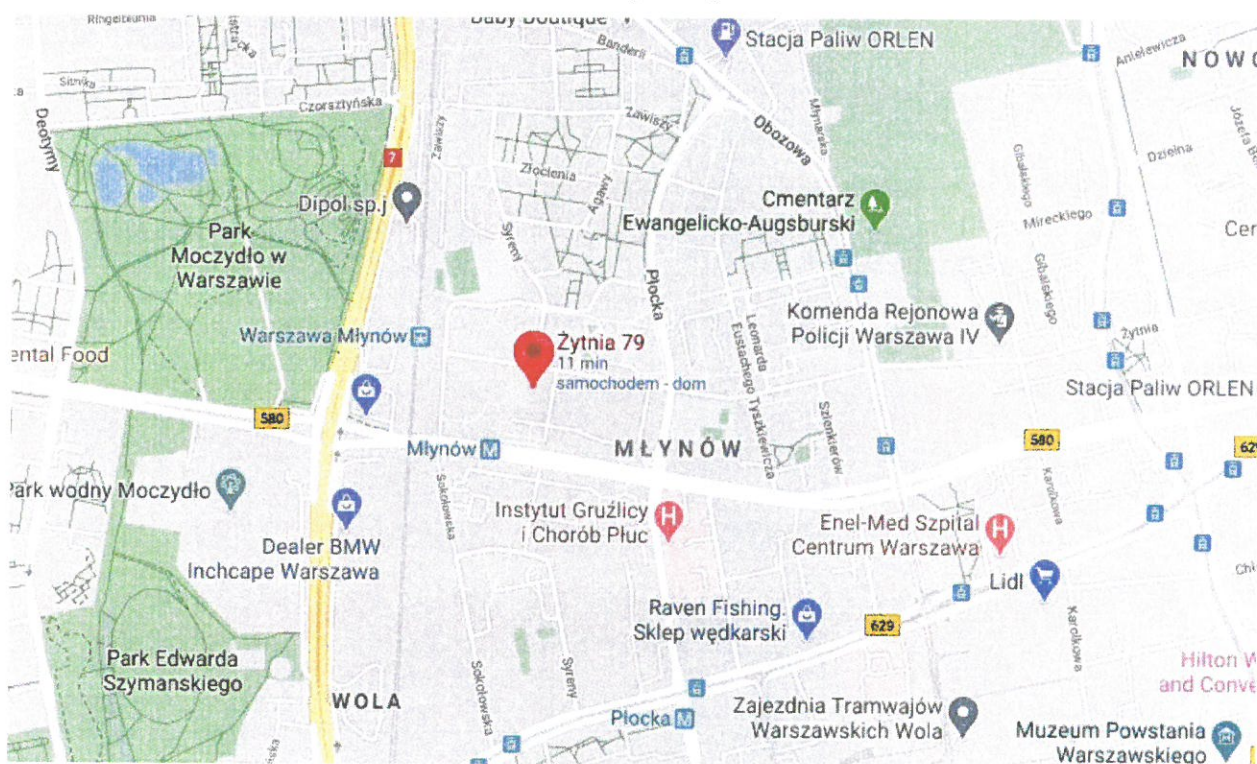 Ringelbluma
Baby Boutique
Banderii
Stacja Paliw ORLEN
Anielewicza
NOWO
Sitnika
Czorsztyńska
Deotymy
Zawiszy
Zawiszy
Obozowa
Młynarska
Dzielna
Gibalskiego
7
Złocienia
Agawy
Dipol sp.j
Cmentarz
Ewangelicko-Augsburski
Mireckiego
Cer
Park
Moczydło w
Warszawie
Syreny
Płocka
Gibalskiego
Komenda Rejonowa
Policji Warszawa IV
Warszawa Młynów
Leonarda
Eustachego Tyszkiewicza
Żytnia
ental Food
Żytnia 79
11 min
samochodem - dom
Stacja Paliw ORLEN
580
Szlenkierów
Młynów M
MŁYNÓW
580
629
Park wodny Moczydło
Sokołowska
Karolkowa
Instytut Gruźlicy
i Chorób Płuc
Enel-Med Szpital
Centrum Warszawa
Dealer BMW
Inchcape Warszawa
Lidl
Chł
Raven Fishing.
Sklep wędkarski
629
Karolkowa
Park Edwarda
Szymanskiego
Sokołowska
Syreny
Hilton W
and Conve
WOLA
Płocka M
Zajezdnia Tramwajów
Warszawskich Wola
Muzeum Powstania
Warszawskiego